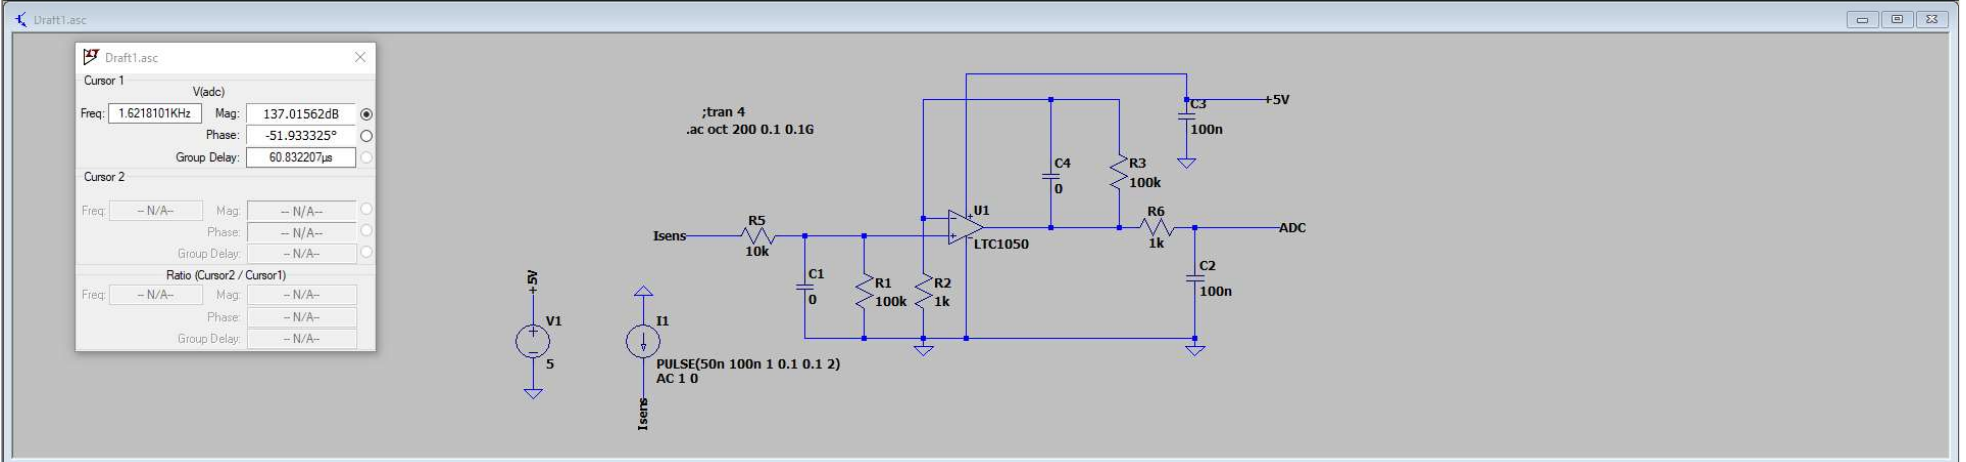 Draft1.asc
Draft1.asc
Cursor 1
V(adc)
Freq: 1.6218101KHz Mag: 137.01562dB
Phase: -51.933325°
Group Delay: 60.832207µs
Cursor 2
Freq: -- N/A-- Mag: -- N/A--
Phase: -- N/A--
Group Delay: -- N/A--
Ratio (Cursor2 / Cursor1)
Freq: -- N/A-- Mag: -- N/A--
Phase: -- N/A--
Group Delay: -- N/A--
;tran 4
.ac oct 200 0.1 0.1G
C3
+5V
100n
C4
0
R3
100k
U1
LTC1050
R6
1k
ADC
Isens
R5
10k
C1
0
R1
100k
R2
1k
C2
100n
+5V
V1
5
I1
PULSE(50n 100n 1 0.1 0.1 2)
AC 1 0
Isens